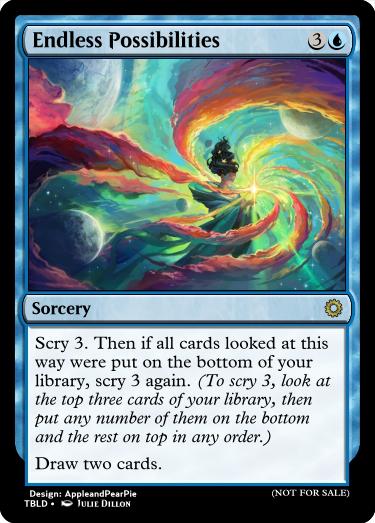 Endless Possibilities 3
Sorcery
Scry 3. Then if all cards looked at this
way were put on the bottom of your
library, scry 3 again. (To scry 3, look at
the top three cards of your library, then
put any number of them on the bottom
and the rest on top in any order.)
Draw two cards.
Design: AppleandPearPie
TBLD • Julie Dillon (NOT FOR SALE)